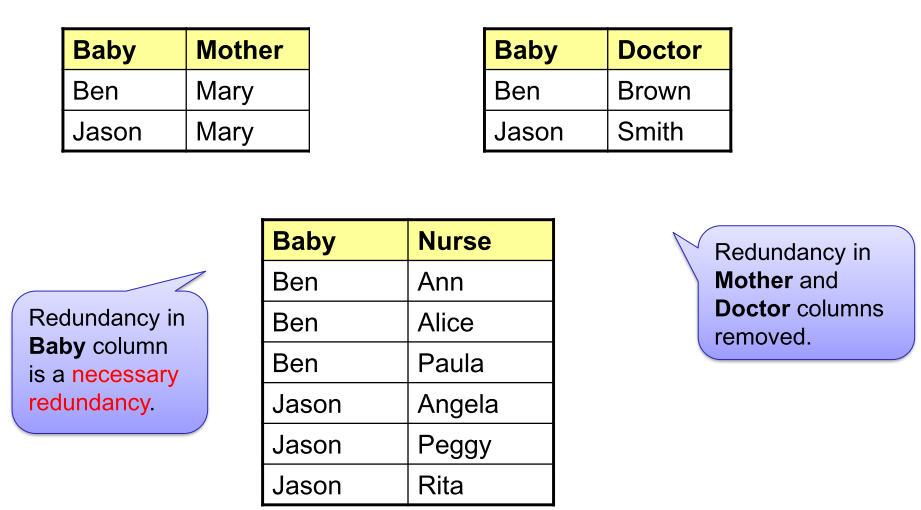 Baby Mother
Ben Mary
Jason Mary
Baby Doctor
Ben Brown
Jason Smith
Baby Nurse
Ben Ann
Ben Alice
Ben Paula
Jason Angela
Jason Peggy
Jason Rita
Redundancy in
Baby column
is a necessary
redundancy.
Redundancy in
Mother and
Doctor columns
removed.